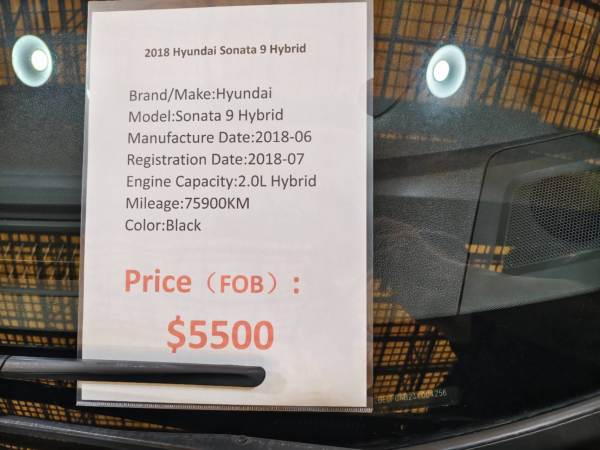 2018 Hyundai Sonata 9 Hybrid
Brand/Make:Hyundai
Model:Sonata 9 Hybrid
Manufacture Date:2018-06
Registration Date:2018-07
Engine Capacity:2.0L Hybrid
Mileage:75900KM
Color:Black
Price（FOB）:
$5500